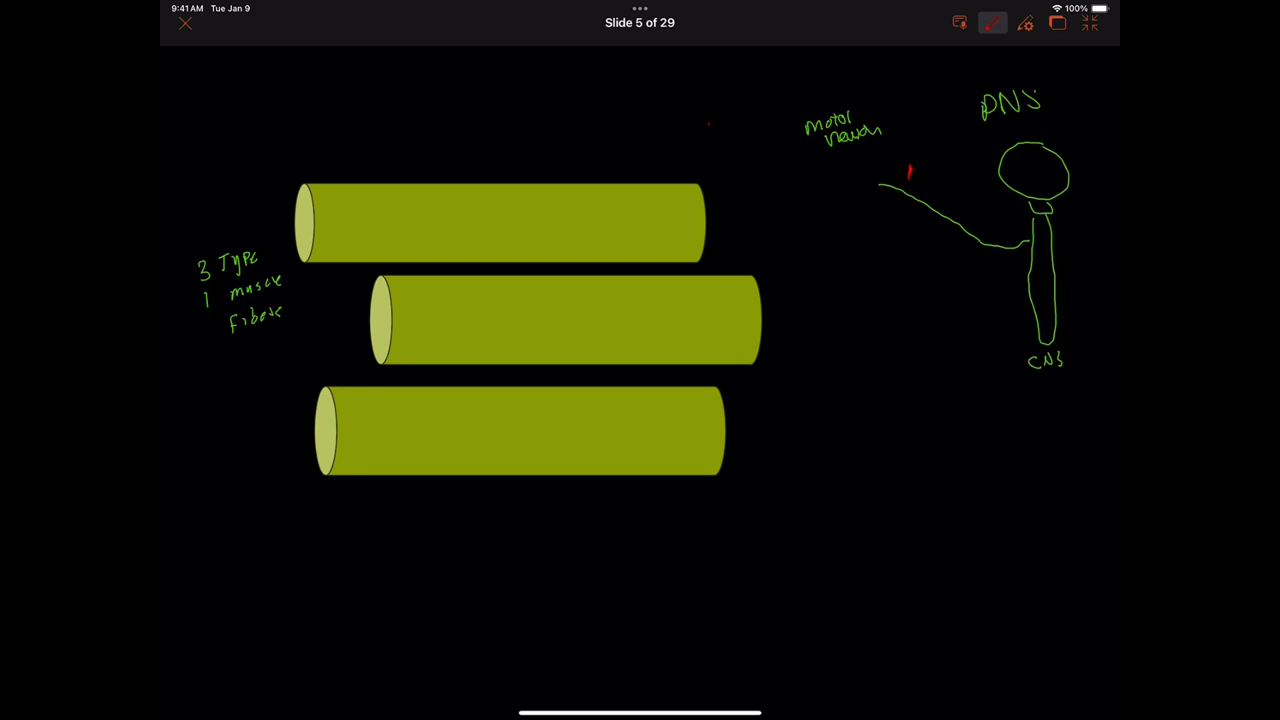 9:41 AM Tue Jan 9
100%
Slide 5 of 29
PNS
motor
neuron
3 Type
1 muscle
Fibers
CNS